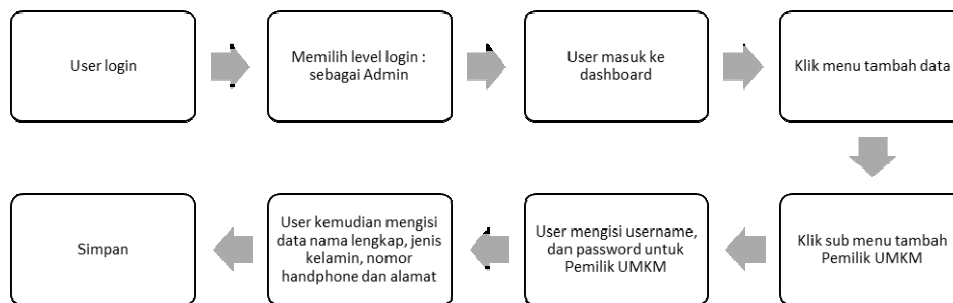 User login
Memilih level login :
sebagai Admin
User masuk ke
dashboard
Klik menu tambah data
Klik sub menu tambah
Pemilik UMKM
User mengisi username,
dan password untuk
Pemilik UMKM
User kemudian mengisi
data nama lengkap, jenis
kelamin, nomor
handphone dan alamat
Simpan